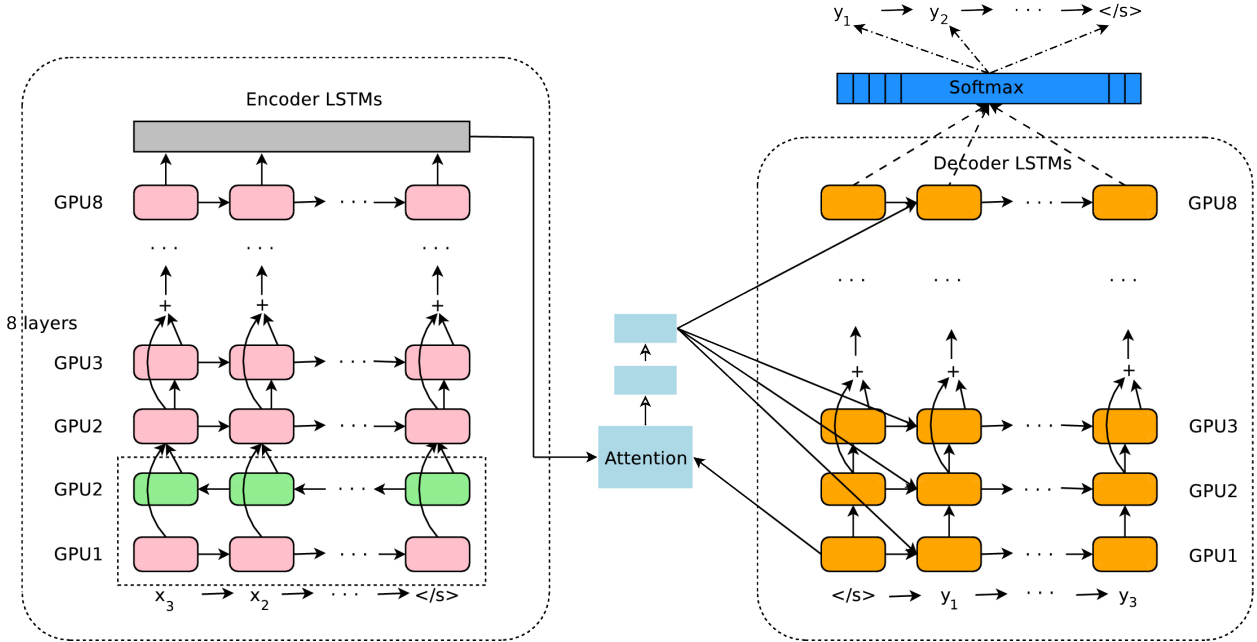 y1 y2 ... </s>
Softmax
Encoder LSTMs
Decoder LSTMs
GPU8 ... GPU8
... ... ...
... ... ...
+ + +
8 layers
GPU3 ...
+ + +
GPU2 ... ... GPU3
Attention
GPU2 ... ... GPU2
GPU1 ... ... GPU1
x3 x2 ... </s> </s> y1 ... y3